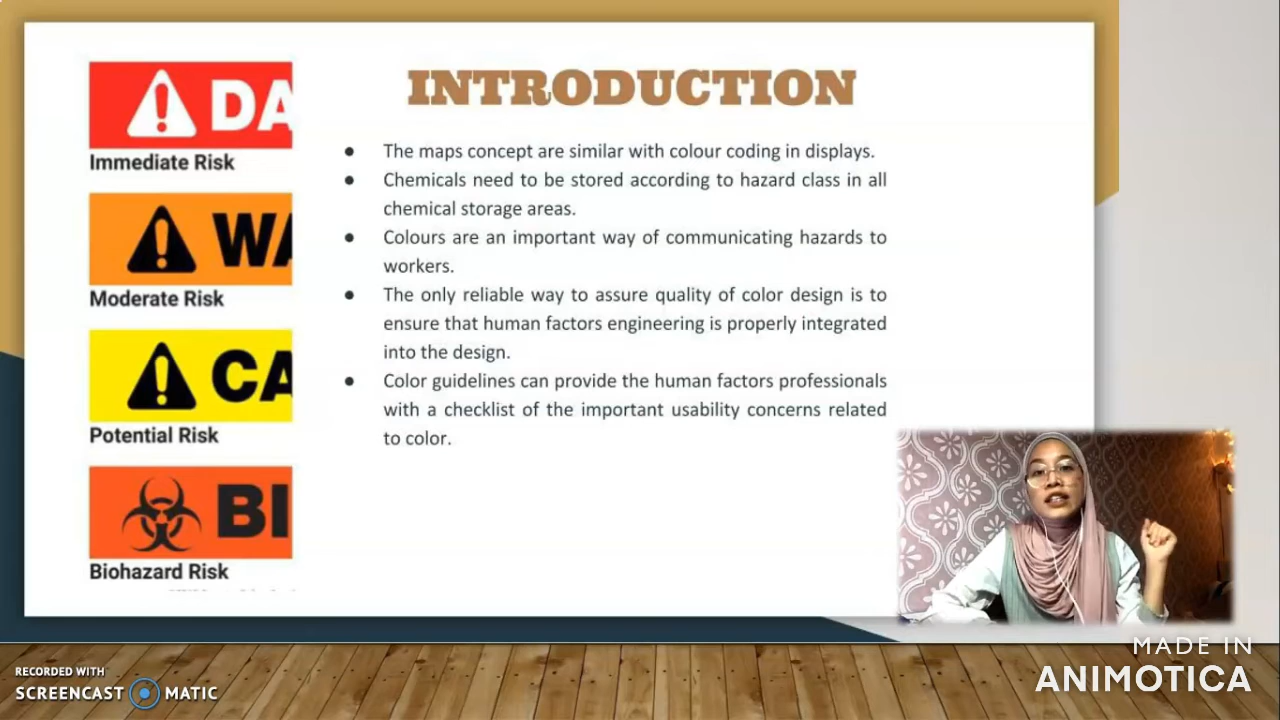 INTRODUCTION
DA
Immediate Risk
WA
Moderate Risk
CA
Potential Risk
BI
Biohazard Risk
● The maps concept are similar with colour coding in displays.
● Chemicals need to be stored according to hazard class in all
chemical storage areas.
● Colours are an important way of communicating hazards to
workers.
● The only reliable way to assure quality of color design is to
ensure that human factors engineering is properly integrated
into the design.
● Color guidelines can provide the human factors professionals
with a checklist of the important usability concerns related
to color.
RECORDED WITH
SCREENCAST MATIC
MADE IN
ANIMOTICA